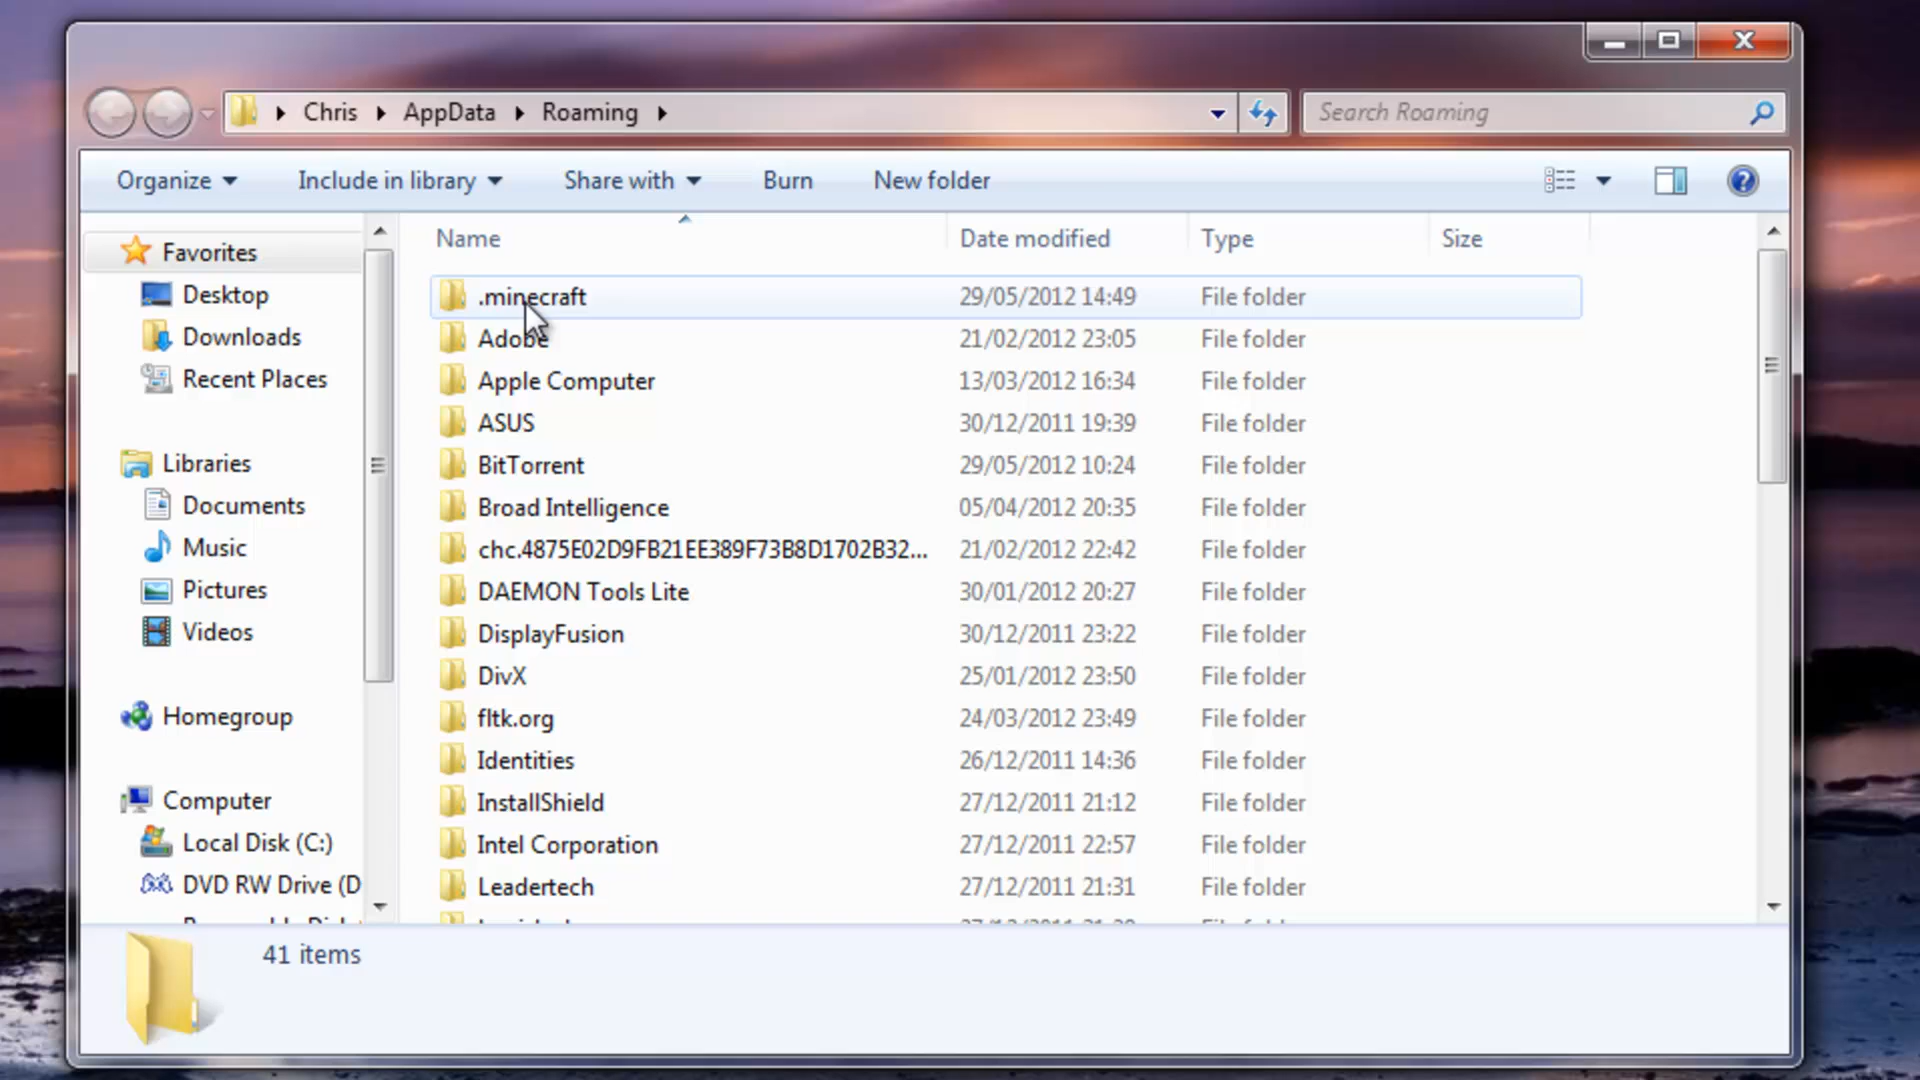 Chris AppData Roaming
Search Roaming
Organize Include in library Share with Burn New folder
Name Date modified Type Size
Favorites
Desktop
Downloads
Recent Places
Libraries
Documents
Music
Pictures
Videos
Homegroup
Computer
Local Disk (C:)
DVD RW Drive (D
.minecraft 29/05/2012 14:49 File folder
Adobe 21/02/2012 23:05 File folder
Apple Computer 13/03/2012 16:34 File folder
ASUS 30/12/2011 19:39 File folder
BitTorrent 29/05/2012 10:24 File folder
Broad Intelligence 05/04/2012 20:35 File folder
chc.4875E02D9FB21EE389F73B8D1702B32... 21/02/2012 22:42 File folder
DAEMON Tools Lite 30/01/2012 20:27 File folder
DisplayFusion 30/12/2011 23:22 File folder
DivX 25/01/2012 23:50 File folder
fltk.org 24/03/2012 23:49 File folder
Identities 26/12/2011 14:36 File folder
InstallShield 27/12/2011 21:12 File folder
Intel Corporation 27/12/2011 22:57 File folder
Leadertech 27/12/2011 21:31 File folder
41 items